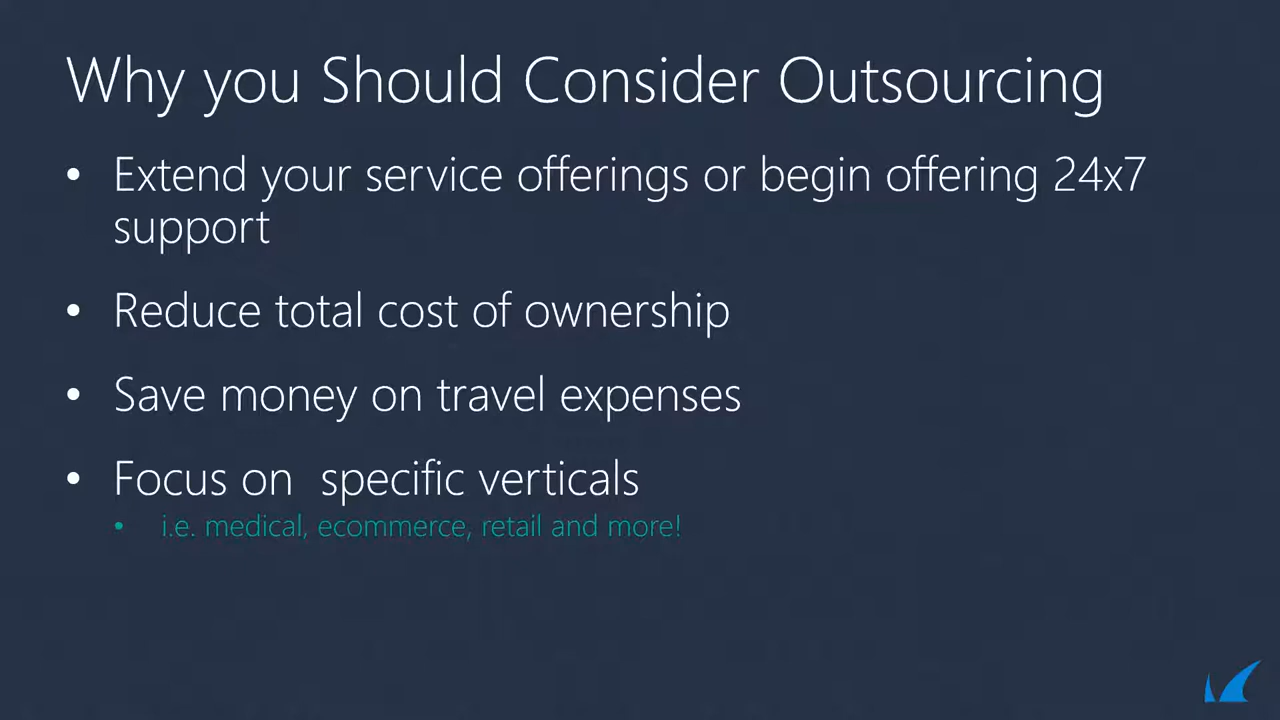 Why you Should Consider Outsourcing
• Extend your service offerings or begin offering 24x7
support
• Reduce total cost of ownership
• Save money on travel expenses
• Focus on  specific verticals
• i.e. medical, ecommerce, retail and more!